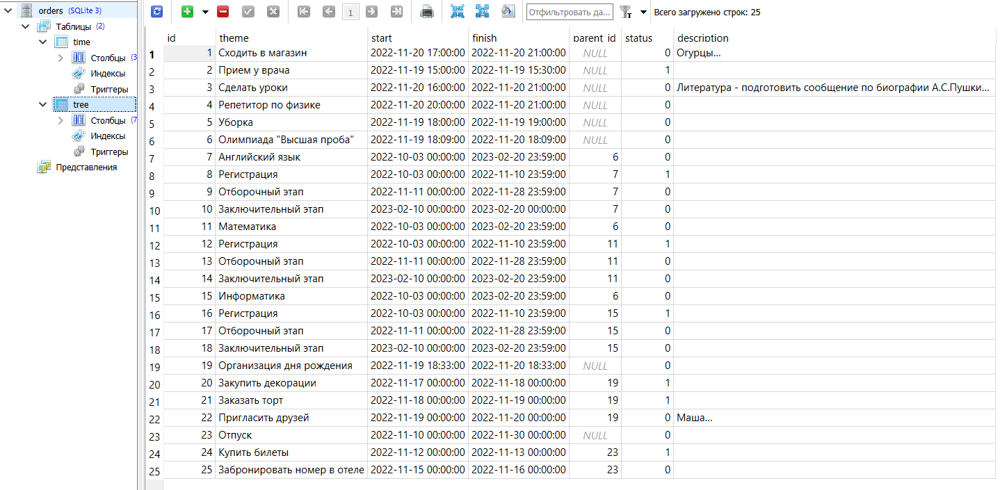 orders (SQLite 3)
Таблицы (2)
time
Столбцы (3
Индексы
Триггеры
tree
Столбцы (7
Индексы
Триггеры
Представления
1 Отфильтровать да... Всего загружено строк: 25
id theme start finish parent_id status description
1 1 Сходить в магазин 2022-11-20 17:00:00 2022-11-20 21:00:00 NULL 0 Огурцы...
2 2 Прием у врача 2022-11-19 15:00:00 2022-11-19 15:30:00 NULL 1
3 3 Сделать уроки 2022-11-20 16:00:00 2022-11-20 21:00:00 NULL 0 Литература - подготовить сообщение по биографии А.С.Пушки...
4 4 Репетитор по физике 2022-11-20 20:00:00 2022-11-20 21:00:00 NULL 0
5 5 Уборка 2022-11-19 18:00:00 2022-11-19 19:00:00 NULL 0
6 6 Олимпиада "Высшая проба" 2022-11-19 18:09:00 2022-11-20 18:09:00 NULL 0
7 7 Английский язык 2022-10-03 00:00:00 2023-02-20 23:59:00 6 0
8 8 Регистрация 2022-10-03 00:00:00 2022-11-10 23:59:00 7 1
9 9 Отборочный этап 2022-11-11 00:00:00 2022-11-28 23:59:00 7 0
10 10 Заключительный этап 2023-02-10 00:00:00 2023-02-20 00:00:00 7 0
11 11 Математика 2022-10-03 00:00:00 2023-02-20 23:59:00 6 0
12 12 Регистрация 2022-10-03 00:00:00 2022-11-10 23:59:00 11 1
13 13 Отборочный этап 2022-11-11 00:00:00 2022-11-28 23:59:00 11 0
14 14 Заключительный этап 2023-02-10 00:00:00 2023-02-20 23:59:00 11 0
15 15 Информатика 2022-10-03 00:00:00 2023-02-20 23:59:00 6 0
16 16 Регистрация 2022-10-03 00:00:00 2022-11-10 23:59:00 15 1
17 17 Отборочный этап 2022-11-11 00:00:00 2022-11-28 23:59:00 15 0
18 18 Заключительный этап 2023-02-10 00:00:00 2023-02-20 23:59:00 15 0
19 19 Организация дня рождения 2022-11-19 18:33:00 2022-11-20 18:33:00 NULL 0
20 20 Закупить декорации 2022-11-17 00:00:00 2022-11-18 00:00:00 19 1
21 21 Заказать торт 2022-11-18 00:00:00 2022-11-19 00:00:00 19 1
22 22 Пригласить друзей 2022-11-19 00:00:00 2022-11-20 00:00:00 19 0 Маша...
23 23 Отпуск 2022-11-10 00:00:00 2022-11-30 00:00:00 NULL 0
24 24 Купить билеты 2022-11-12 00:00:00 2022-11-13 00:00:00 23 1
25 25 Забронировать номер в отеле 2022-11-15 00:00:00 2022-11-16 00:00:00 23 0